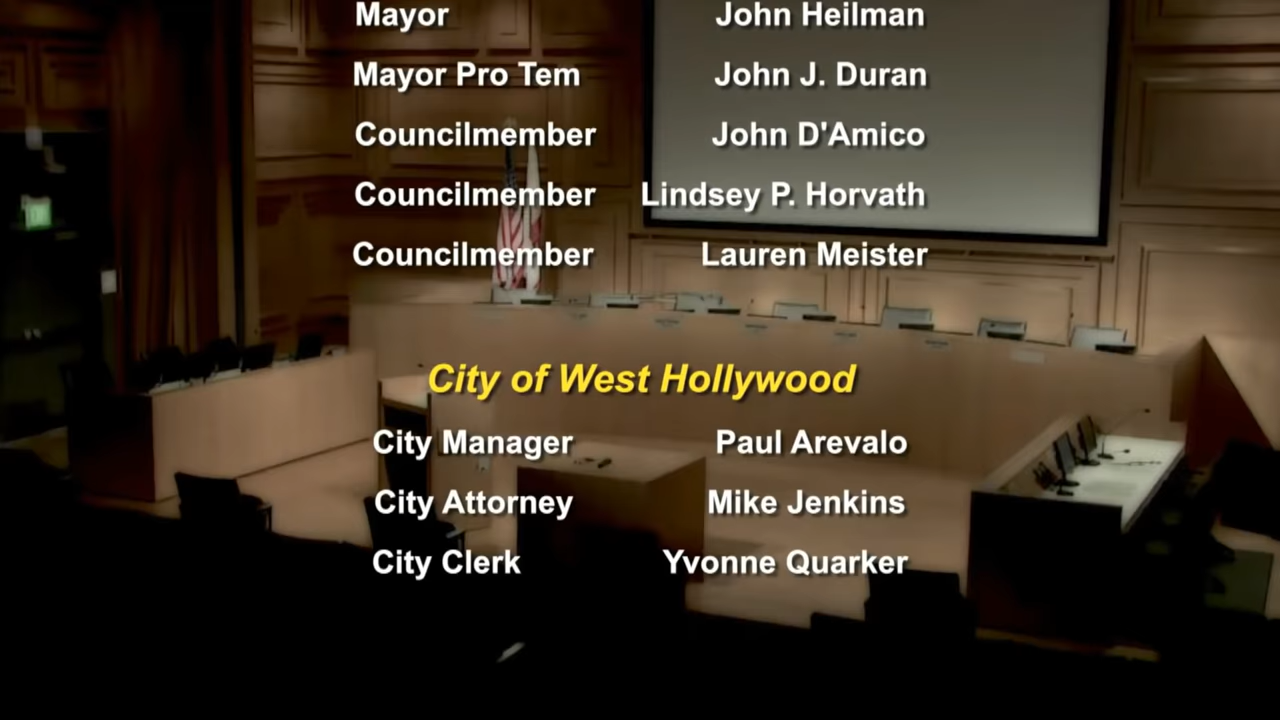 Mayor John Heilman
Mayor Pro Tem John J. Duran
Councilmember John D'Amico
Councilmember Lindsey P. Horvath
Councilmember Lauren Meister
City of West Hollywood
City Manager Paul Arevalo
City Attorney Mike Jenkins
City Clerk Yvonne Quarker